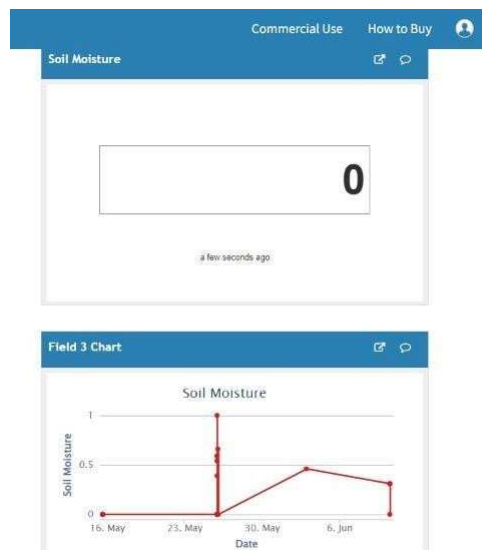 Commercial Use How to Buy
Soil Moisture
0
a few seconds ago
Field 3 Chart
Soil Moisture
1
0.5
0
Soil Moisture
16. May 23. May 30. May 6. Jun
Date